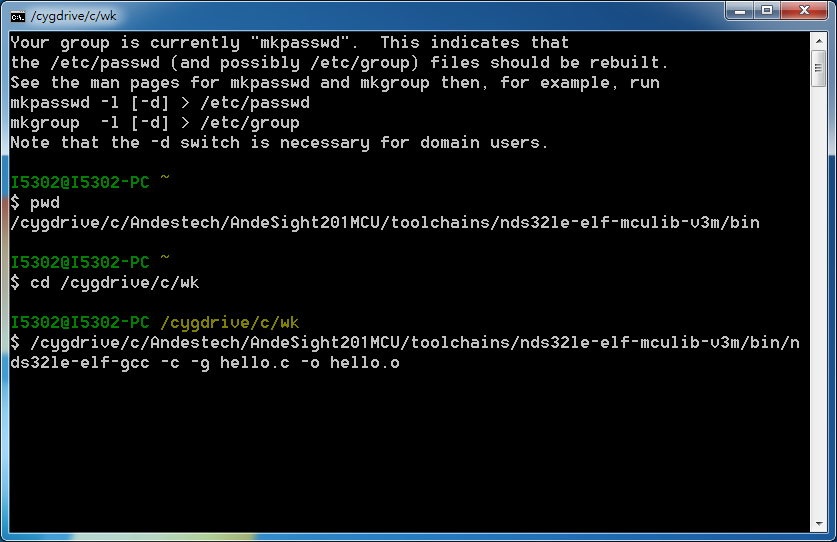 /cygdrive/c/wk
Your group is currently "mkpasswd".  This indicates that
the /etc/passwd (and possibly /etc/group) files should be rebuilt.
See the man pages for mkpasswd and mkgroup then, for example, run
mkpasswd -l [-d] > /etc/passwd
mkgroup  -l [-d] > /etc/group
Note that the -d switch is necessary for domain users.
I5302@I5302-PC ~
$ pwd
/cygdrive/c/Andestech/AndeSight201MCU/toolchains/nds32le-elf-mculib-v3m/bin
I5302@I5302-PC ~
$ cd /cygdrive/c/wk
I5302@I5302-PC /cygdrive/c/wk
$ /cygdrive/c/Andestech/AndeSight201MCU/toolchains/nds32le-elf-mculib-v3m/bin/n
ds32le-elf-gcc -c -g hello.c -o hello.o